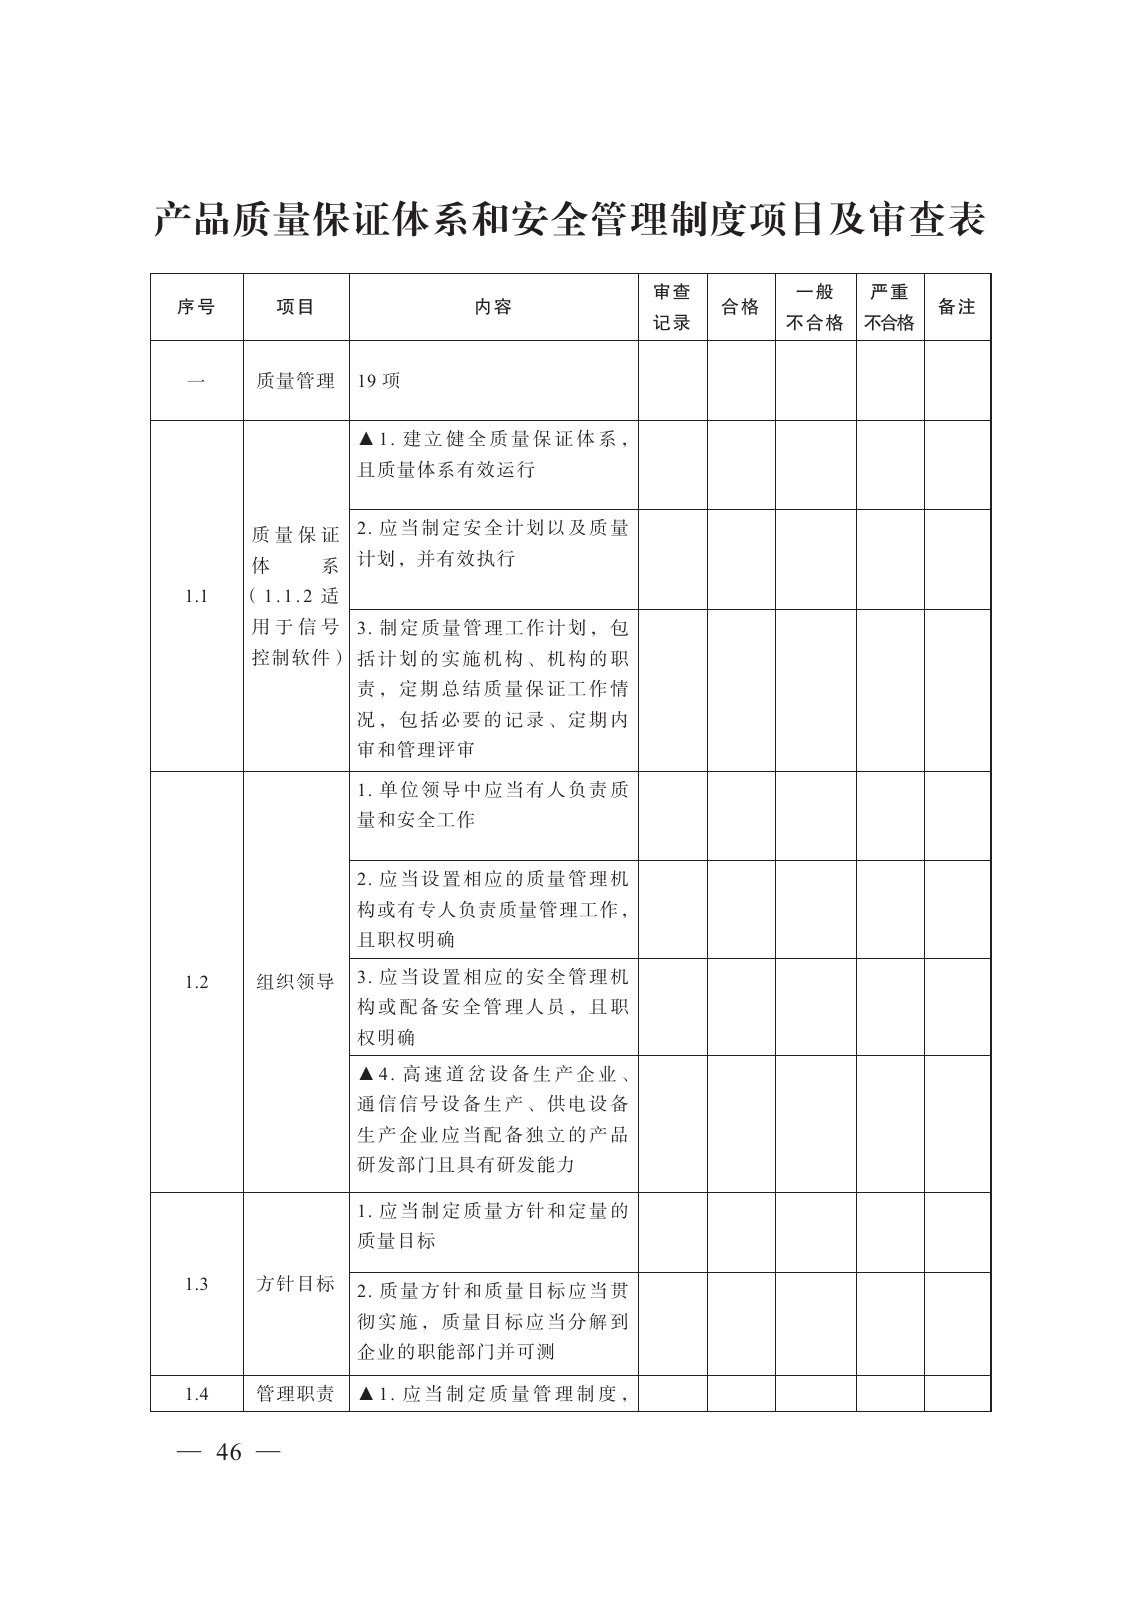 产品质量保证体系和安全管理制度项目及审查表
序号 项目 内容 审查记录 合格 一般不合格 严重不合格 备注
一 质量管理 19 项
1.1
质量保证
体系
(1.1.2 适
用于信号
控制软件)
▲1. 建立健全质量保证体系，
且质量体系有效运行
2. 应当制定安全计划以及质量
计划，并有效执行
3. 制定质量管理工作计划，包
括计划的实施机构、机构的职
责，定期总结质量保证工作情
况，包括必要的记录、定期内
审和管理评审
1.2
组织领导
1. 单位领导中应当有人负责质
量和安全工作
2. 应当设置相应的质量管理机
构或有专人负责质量管理工作，
且职权明确
3. 应当设置相应的安全管理机
构或配备安全管理人员，且职
权明确
▲4. 高速道岔设备生产企业、
通信信号设备生产、供电设备
生产企业应当配备独立的产品
研发部门且具有研发能力
1.3
方针目标
1. 应当制定质量方针和定量的
质量目标
2. 质量方针和质量目标应当贯
彻实施，质量目标应当分解到
企业的职能部门并可测
1.4 管理职责 ▲1. 应当制定质量管理制度，
— 46 —